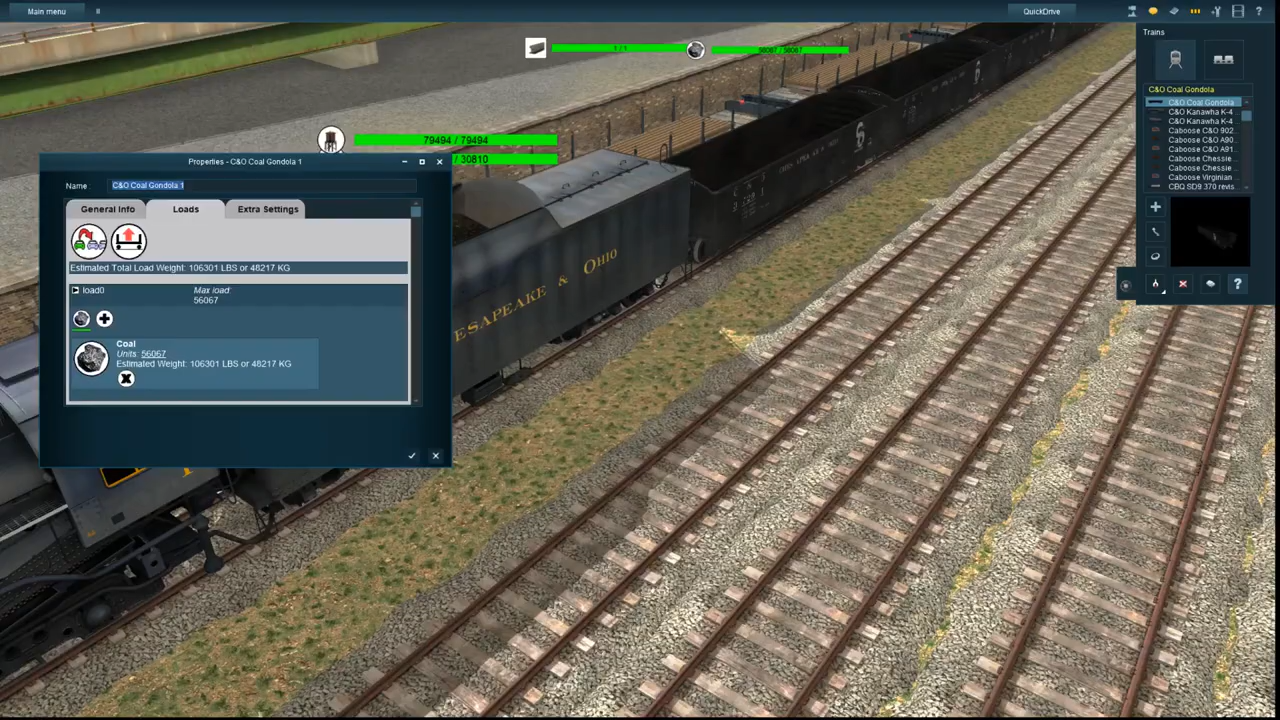 Main menu
QuickDrive
?
Trains
C&O Coal Gondola
C&O Coal Gondola
C&O Kanawha K-4
C&O Kanawha K-4
Caboose C&O 902...
Caboose C&O A90...
Caboose C&O A91...
Caboose Chessie...
Caboose Chessie...
Caboose Virginian...
CBQ SD9 370 revis...
?
1 / 1
79494 / 79494
/ 30810
Properties - C&O Coal Gondola 1
Name
C&O Coal Gondola 1
General Info
Loads
Extra Settings
Estimated Total Load Weight: 106301 LBS or 48217 KG
load0
Max load:
56067
Coal
Units: 56067
Estimated Weight: 106301 LBS or 48217 KG
ESAPEAKE & OHIO